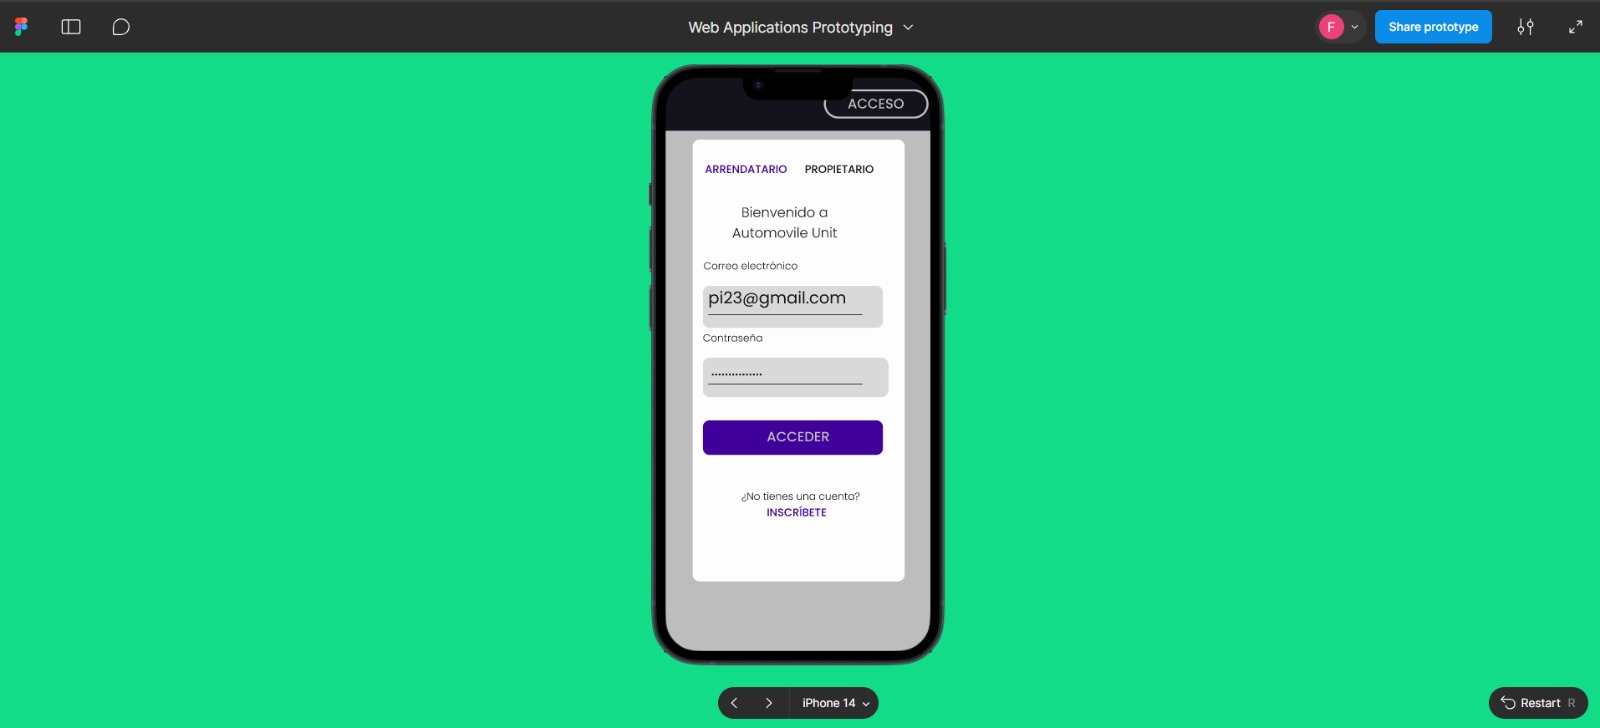 Web Applications Prototyping
F
Share prototype
ACCESO
ARRENDATARIO PROPIETARIO
Bienvenido a
Automovile Unit
Correo electrónico
pi23@gmail.com
Contraseña
ACCEDER
¿No tienes una cuenta?
INSCRÍBETE
iPhone 14
Restart R